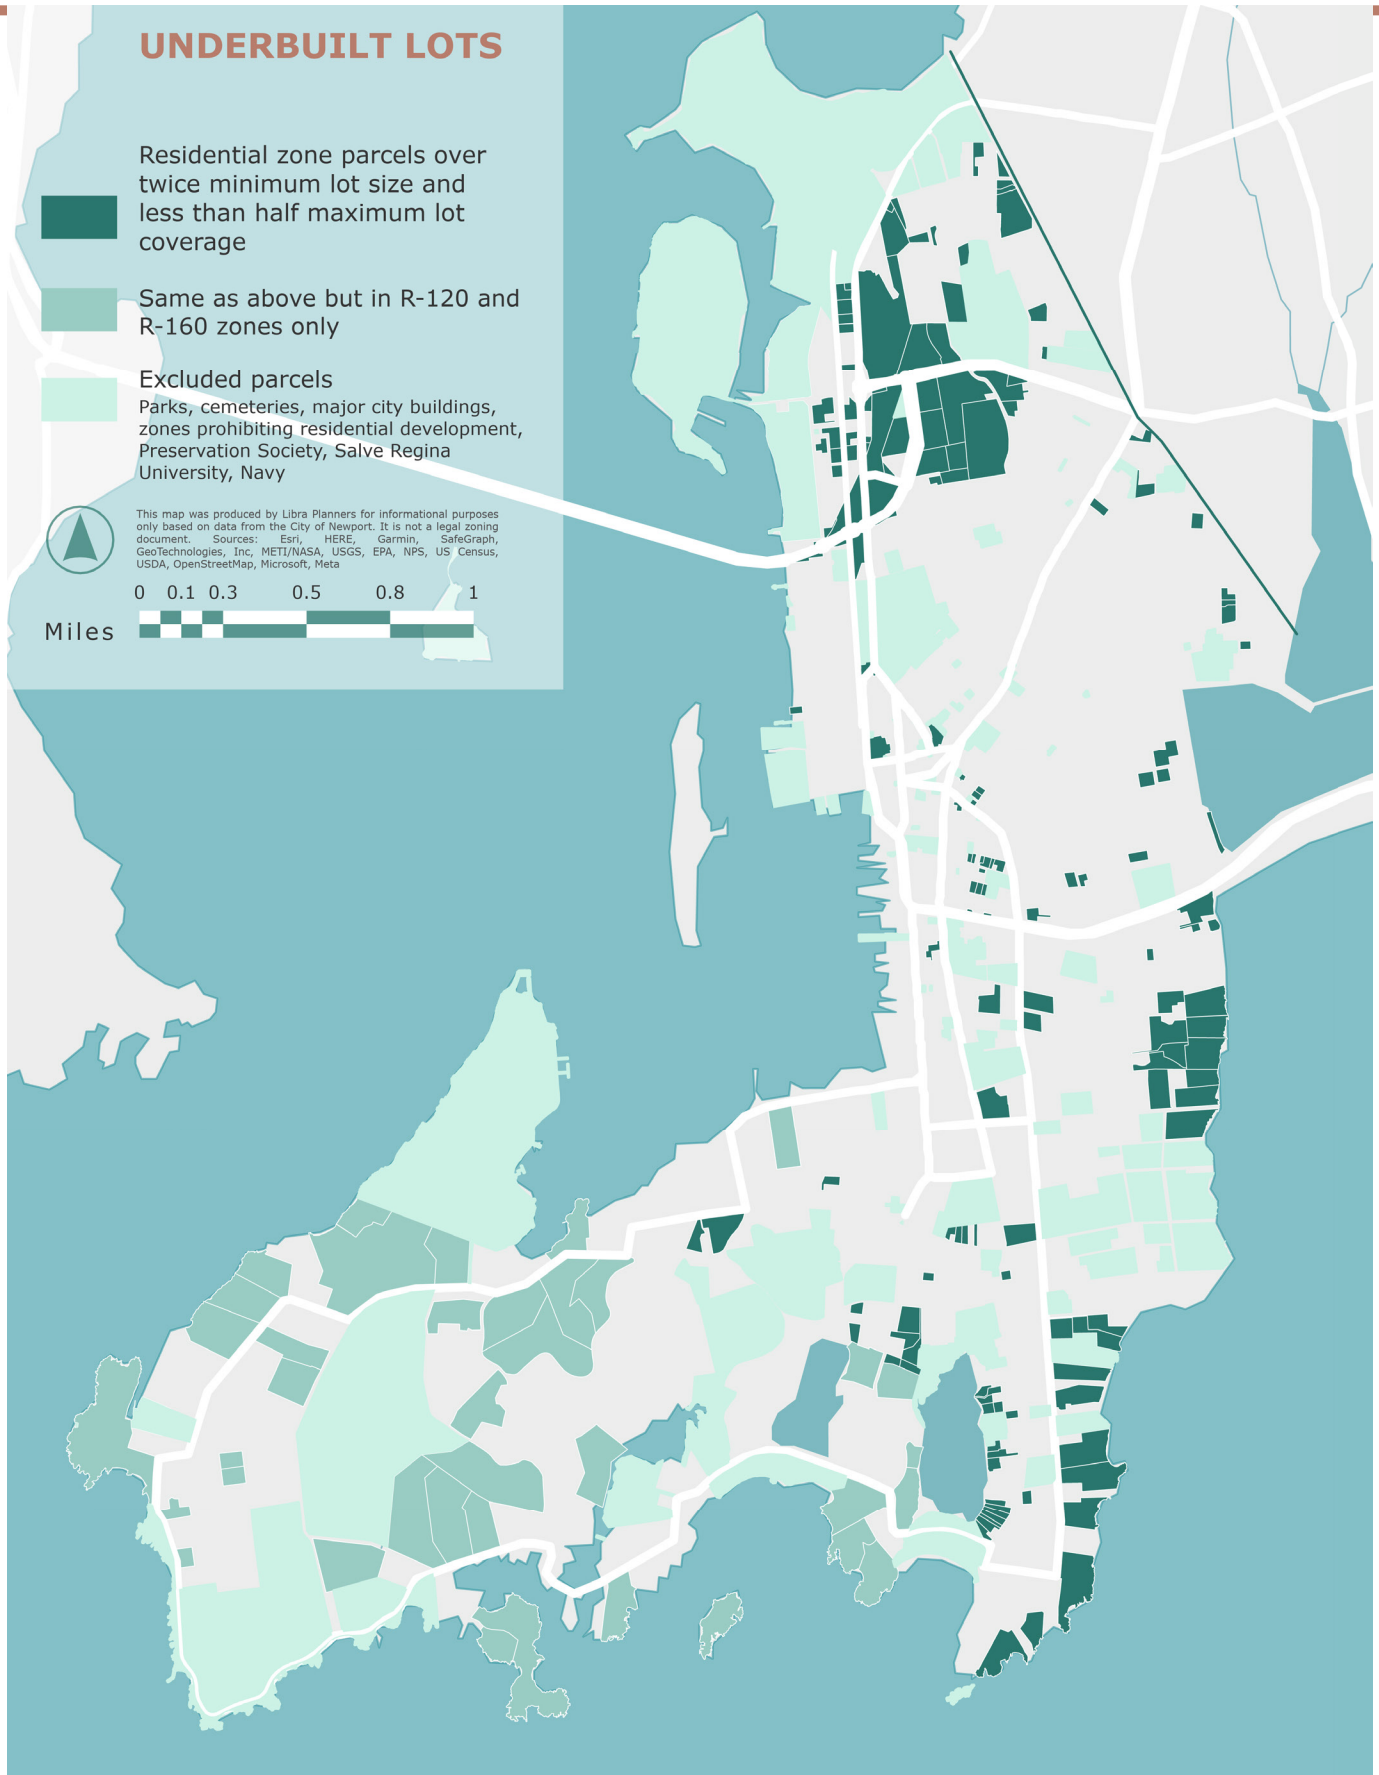 UNDERBUILT LOTS
Residential zone parcels over
twice minimum lot size and
less than half maximum lot
coverage
Same as above but in R-120 and
R-160 zones only
Excluded parcels
Parks, cemeteries, major city buildings,
zones prohibiting residential development,
Preservation Society, Salve Regina
University, Navy
This map was produced by Libra Planners for informational purposes
only based on data from the City of Newport. It is not a legal zoning
document. Sources: Esri, HERE, Garmin, SafeGraph,
GeoTechnologies, Inc, METI/NASA, USGS, EPA, NPS, US Census,
USDA, OpenStreetMap, Microsoft, Meta
0 0.1 0.3 0.5 0.8 1
Miles